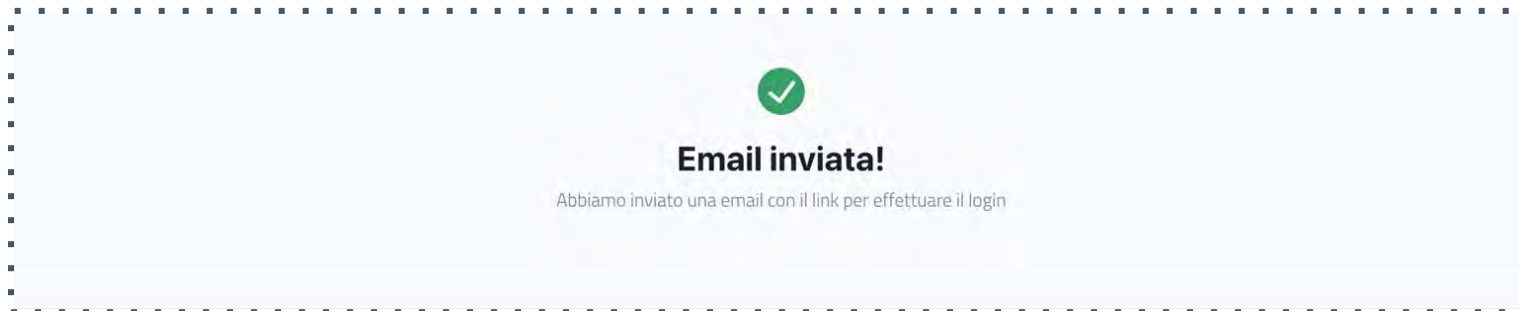 Email inviata!
Abbiamo inviato una email con il link per effettuare il login